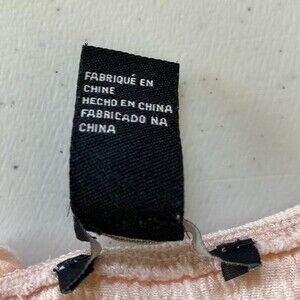 FABRIQUÉ EN
CHINE
HECHO EN CHINA
FABRICADO NA
CHINA